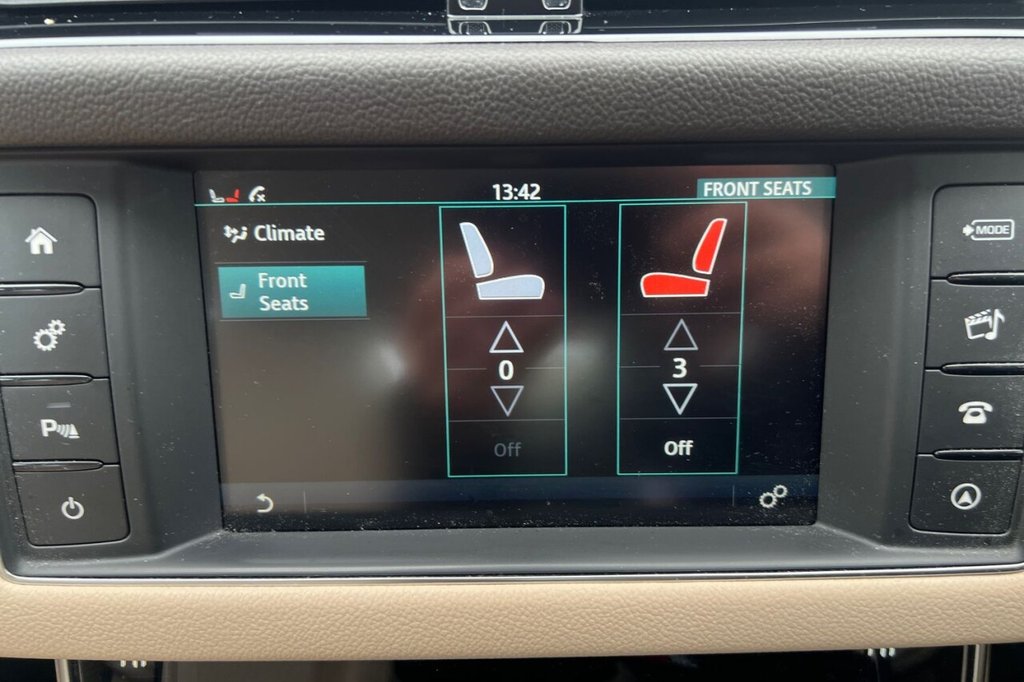 13:42
FRONT SEATS
Climate
Front
Seats
0
3
Off
Off
MODE
P